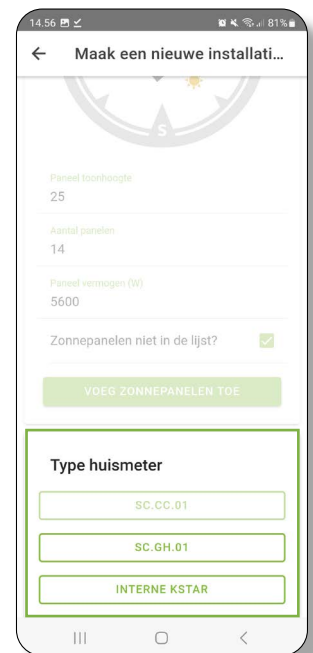 14.56 81%
Maak een nieuwe installati...
S
Paneel toonhoogte
25
Aantal panelen
14
Paneel vermogen (W)
5600
Zonnepanelen niet in de lijst?
VOEG ZONNEPANELEN TOE
Type huismeter
SC.CC.01
SC.GH.01
INTERNE KSTAR